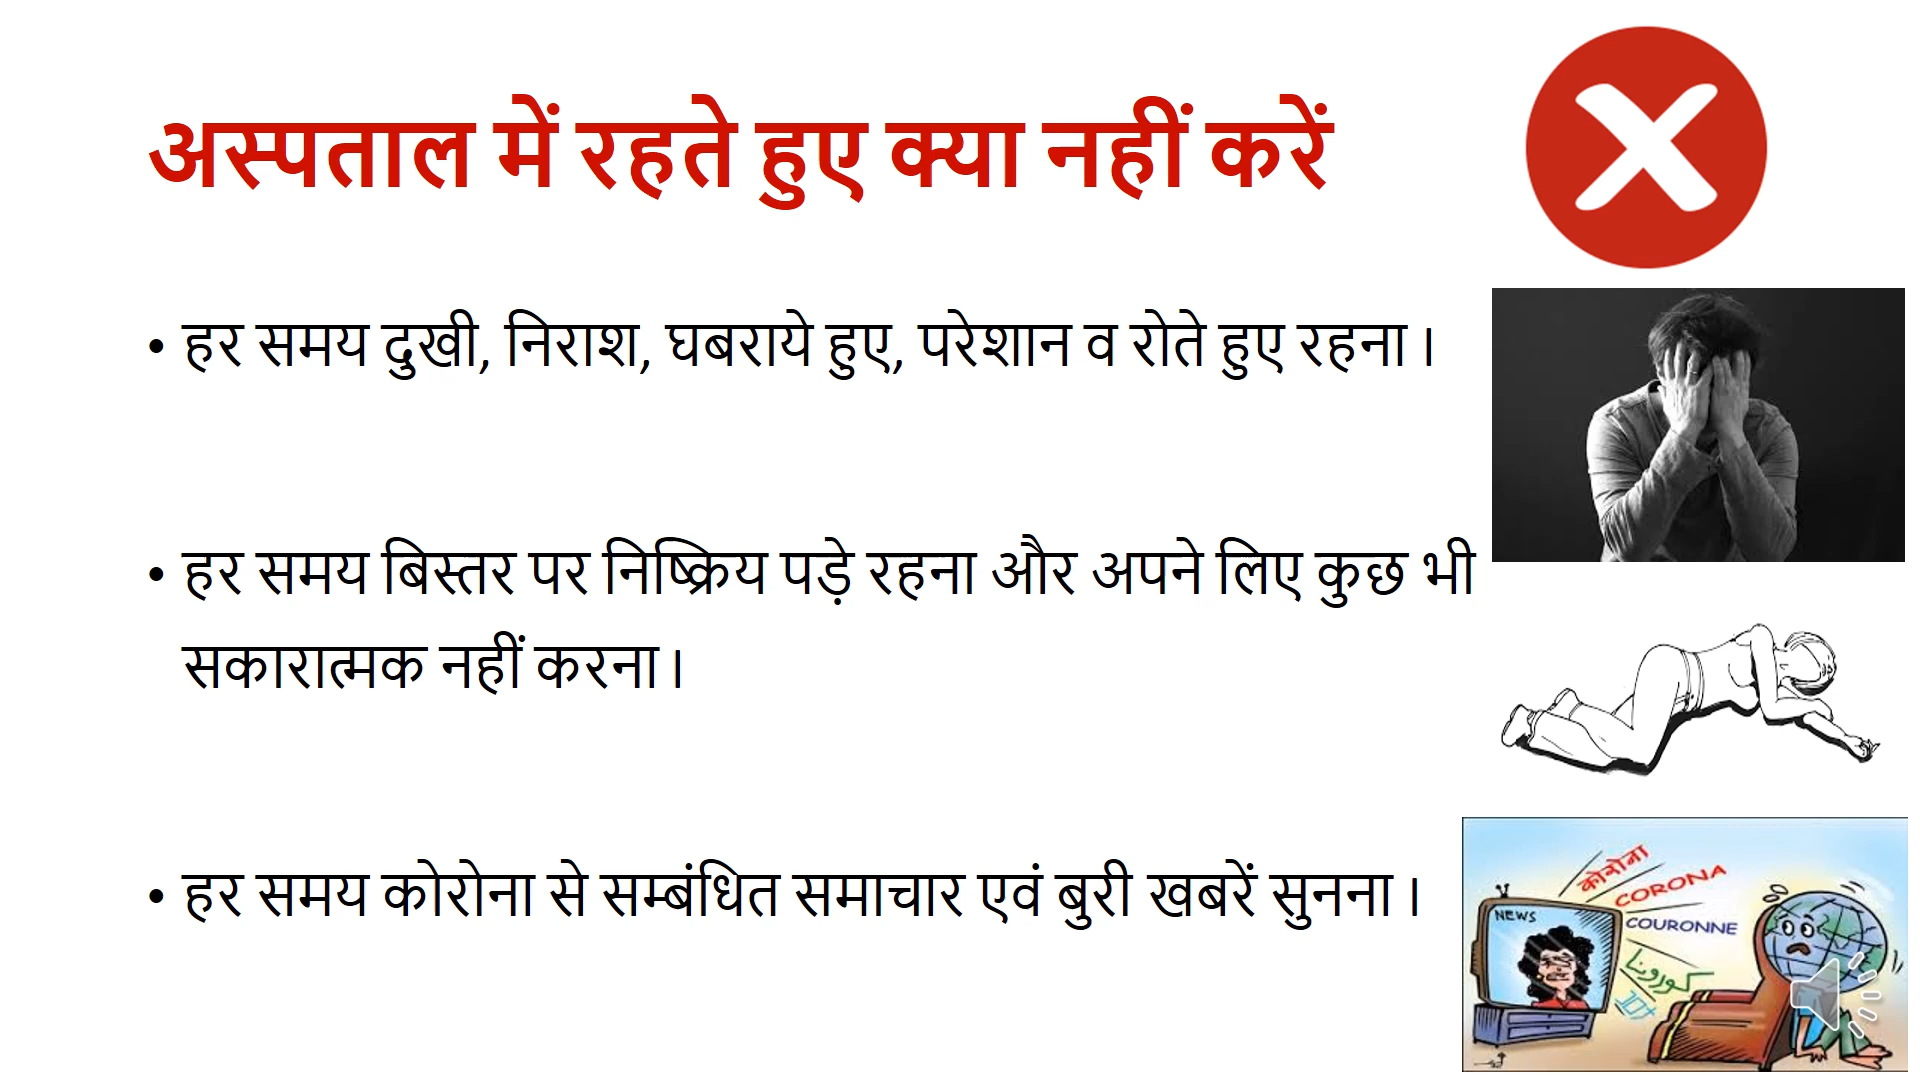 अस्पताल में रहते हुए क्या नहीं करें
• हर समय दुखी, निराश, घबराये हुए, परेशान व रोते हुए रहना।
• हर समय बिस्तर पर निष्क्रिय पड़े रहना और अपने लिए कुछ भी
सकारात्मक नहीं करना।
• हर समय कोरोना से सम्बंधित समाचार एवं बुरी खबरें सुनना।
कोरोना
CORONA
NEWS
COURONNE
كورونا